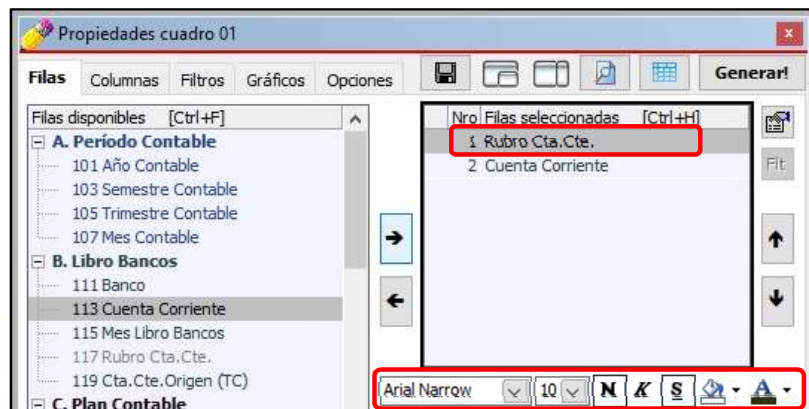 Propiedades cuadro 01
Filas Columnas Filtros Gráficos Opciones Generar!
Filas disponibles [Ctrl+F]
A. Período Contable
101 Año Contable
103 Semestre Contable
105 Trimestre Contable
107 Mes Contable
B. Libro Bancos
111 Banco
113 Cuenta Corriente
115 Mes Libro Bancos
117 Rubro Cta.Cte.
119 Cta.Cte.Origen (TC)
C. Plan Contable
Nro Filas seleccionadas [Ctrl+H]
1 Rubro Cta.Cte.
2 Cuenta Corriente
Flt
Arial Narrow 10 N K S A